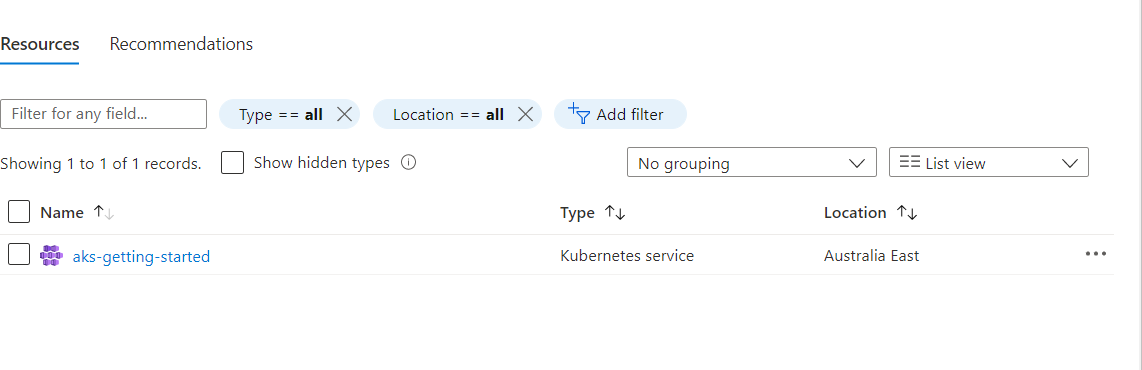 Resources Recommendations
Filter for any field... Type == all Location == all Add filter
Showing 1 to 1 of 1 records. Show hidden types No grouping List view
Name Type Location
aks-getting-started Kubernetes service Australia East